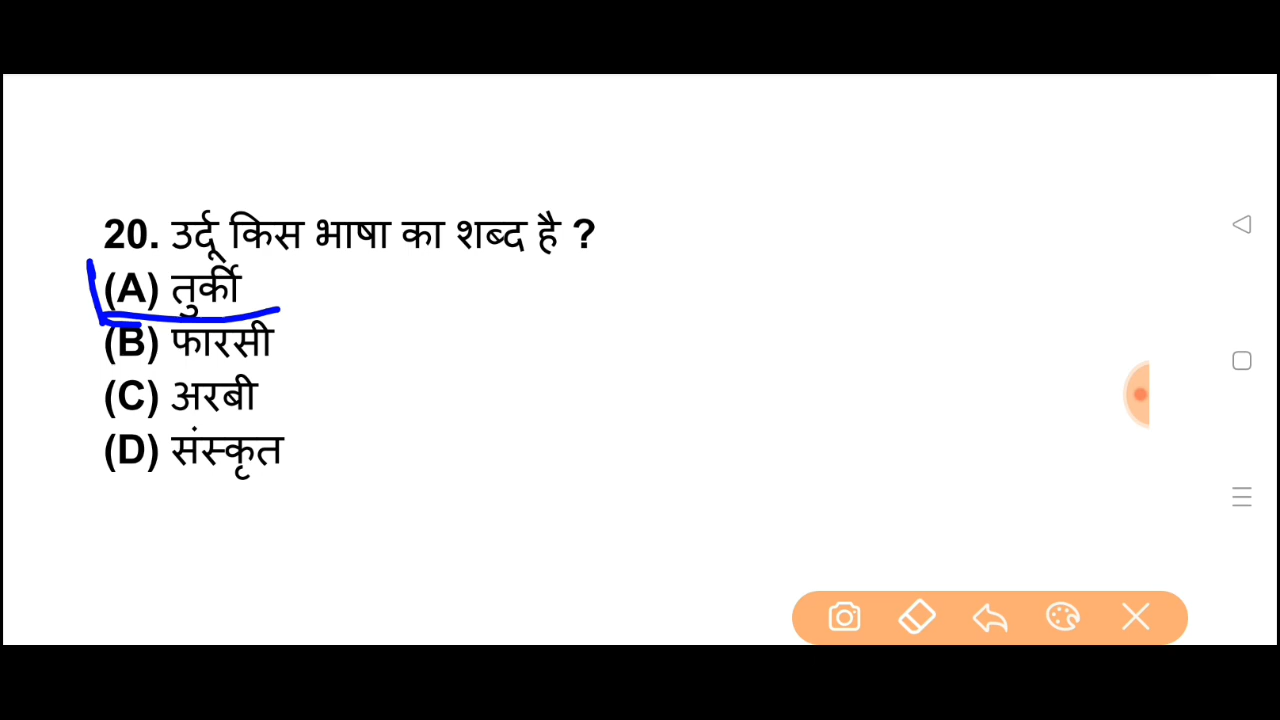 20. उर्दू किस भाषा का शब्द है ?
(A) तुर्की
(B) फारसी
(C) अरबी
(D) संस्कृत